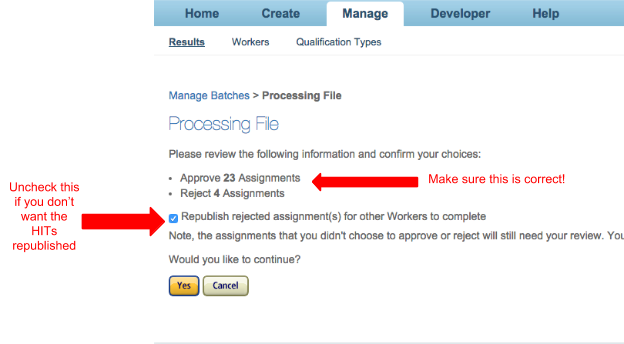 Home Create Manage Developer Help
Results Workers Qualification Types
Manage Batches > Processing File
Processing File
Please review the following information and confirm your choices:
• Approve 23 Assignments
Make sure this is correct!
• Reject 4 Assignments
Uncheck this
if you don't
want the
HITs
republished
Republish rejected assignment(s) for other Workers to complete
Note, the assignments that you didn't choose to approve or reject will still need your review. You
Would you like to continue?
Yes Cancel